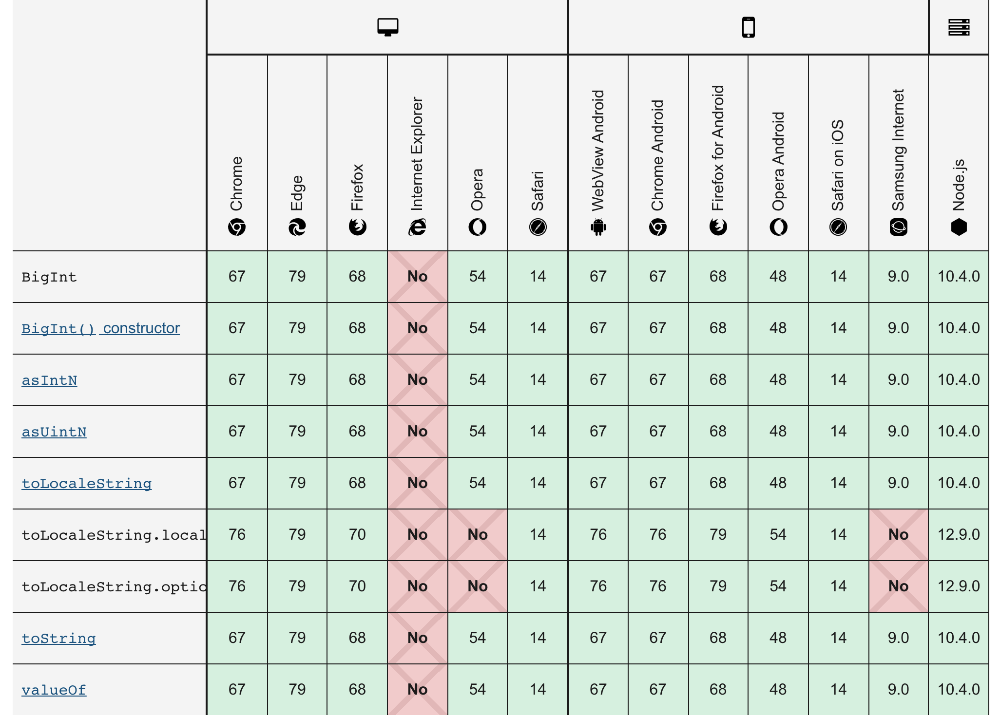 Chrome
Edge
Firefox
Internet Explorer
Opera
Safari
WebView Android
Chrome Android
Firefox for Android
Opera Android
Safari on iOS
Samsung Internet
Node.js
BigInt 67 79 68 No 54 14 67 67 68 48 14 9.0 10.4.0
BigInt() constructor 67 79 68 No 54 14 67 67 68 48 14 9.0 10.4.0
asIntN 67 79 68 No 54 14 67 67 68 48 14 9.0 10.4.0
asUintN 67 79 68 No 54 14 67 67 68 48 14 9.0 10.4.0
toLocaleString 67 79 68 No 54 14 67 67 68 48 14 9.0 10.4.0
toLocaleString.local 76 79 70 No No 14 76 76 79 54 14 No 12.9.0
toLocaleString.optio 76 79 70 No No 14 76 76 79 54 14 No 12.9.0
toString 67 79 68 No 54 14 67 67 68 48 14 9.0 10.4.0
valueOf 67 79 68 No 54 14 67 67 68 48 14 9.0 10.4.0